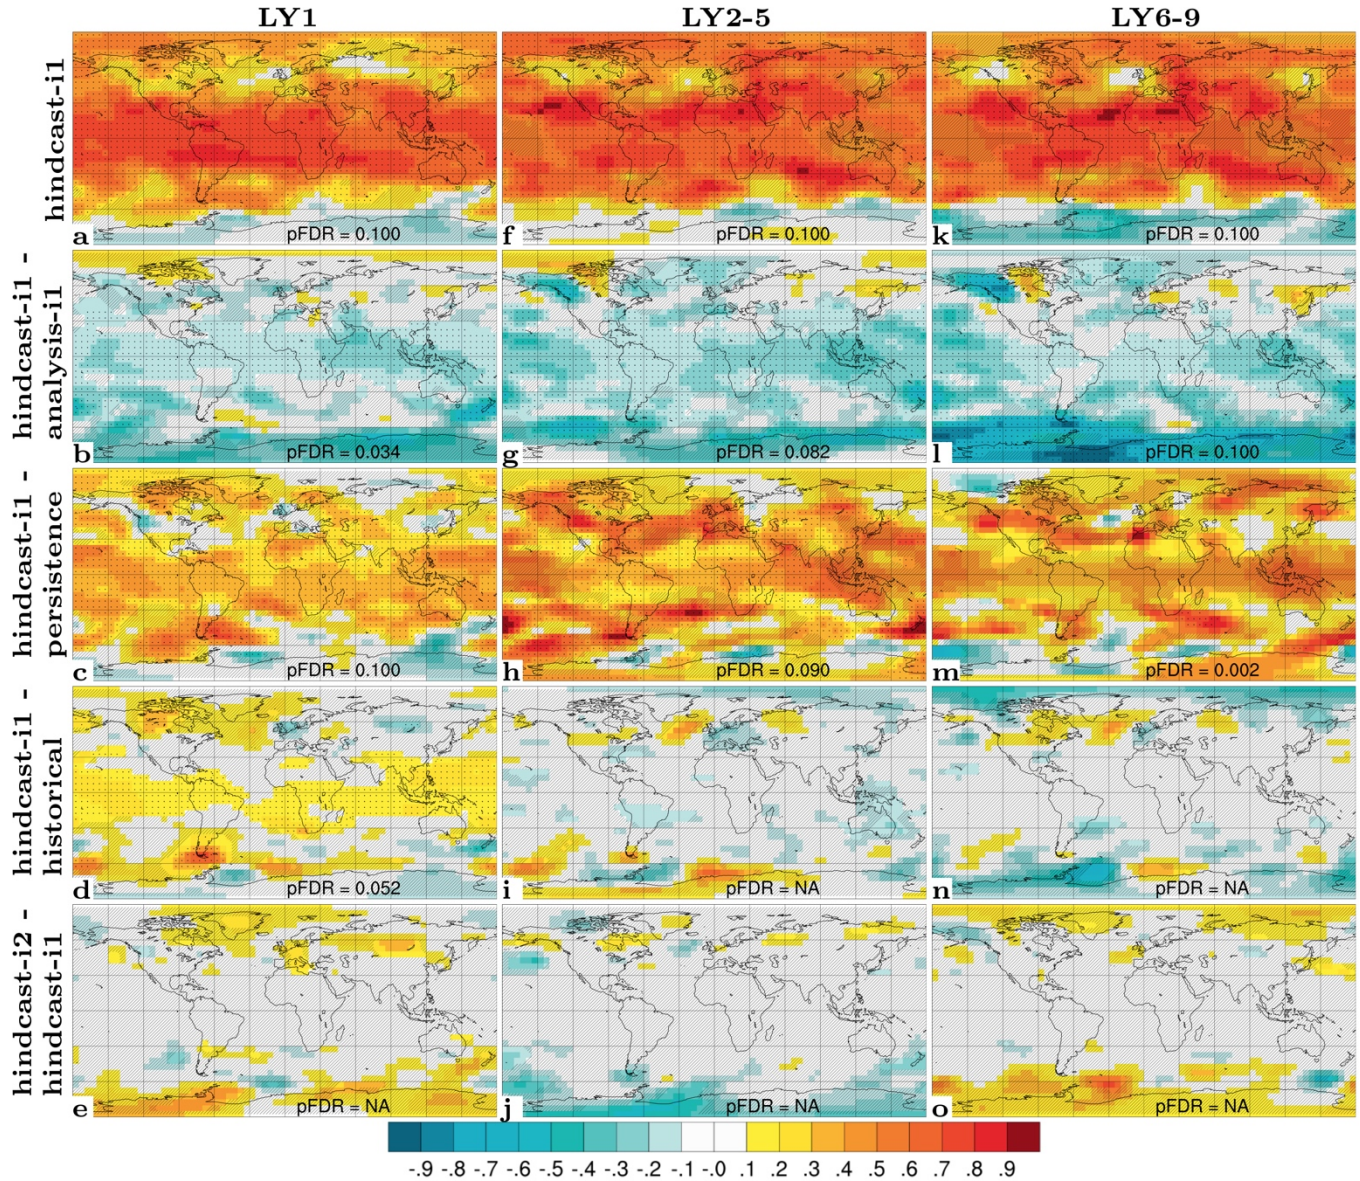 LY1 LY2-5 LY6-9
hindcast-i1
a pFDR = 0.100 f pFDR = 0.100 k pFDR = 0.100
hindcast-i1 -
analysis-i1
b pFDR = 0.034 g pFDR = 0.082 l pFDR = 0.100
hindcast-i1 -
persistence
c pFDR = 0.100 h pFDR = 0.090 m pFDR = 0.002
hindcast-i1 -
historical
d pFDR = 0.052 i pFDR = NA n pFDR = NA
hindcast-i2 -
hindcast-i1
e pFDR = NA j pFDR = NA o pFDR = NA
-.9 -.8 -.7 -.6 -.5 -.4 -.3 -.2 -.1 -.0 .1 .2 .3 .4 .5 .6 .7 .8 .9